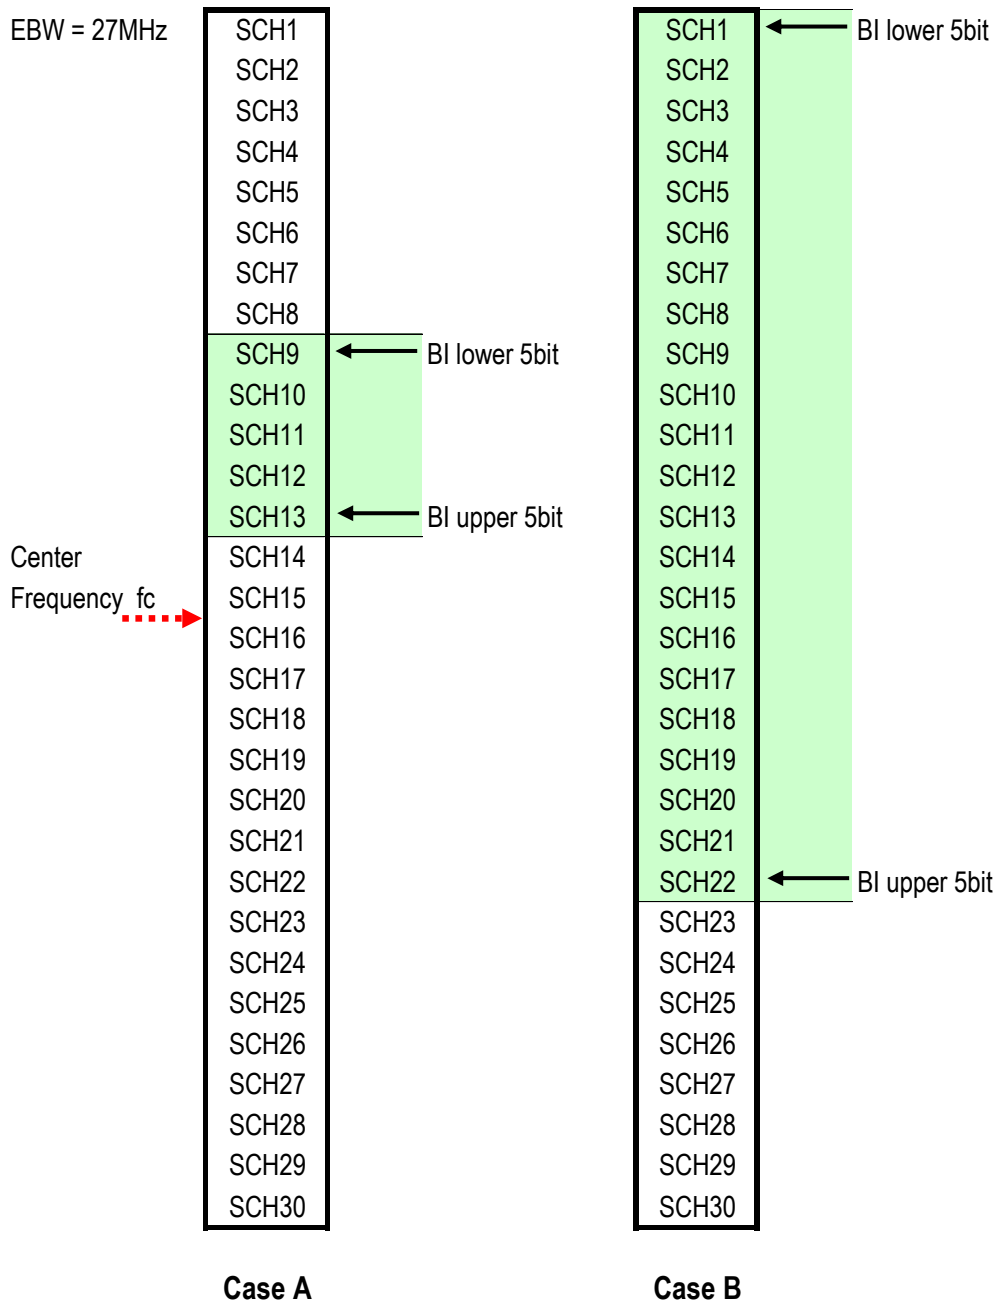 EBW = 27MHz SCH1 SCH1 BI lower 5bit
SCH2 SCH2
SCH3 SCH3
SCH4 SCH4
SCH5 SCH5
SCH6 SCH6
SCH7 SCH7
SCH8 SCH8
SCH9 BI lower 5bit SCH9
SCH10 SCH10
SCH11 SCH11
SCH12 SCH12
SCH13 BI upper 5bit SCH13
Center SCH14 SCH14
Frequency fc SCH15 SCH15
SCH16 SCH16
SCH17 SCH17
SCH18 SCH18
SCH19 SCH19
SCH20 SCH20
SCH21 SCH21
SCH22 SCH22 BI upper 5bit
SCH23 SCH23
SCH24 SCH24
SCH25 SCH25
SCH26 SCH26
SCH27 SCH27
SCH28 SCH28
SCH29 SCH29
SCH30 SCH30
Case A Case B